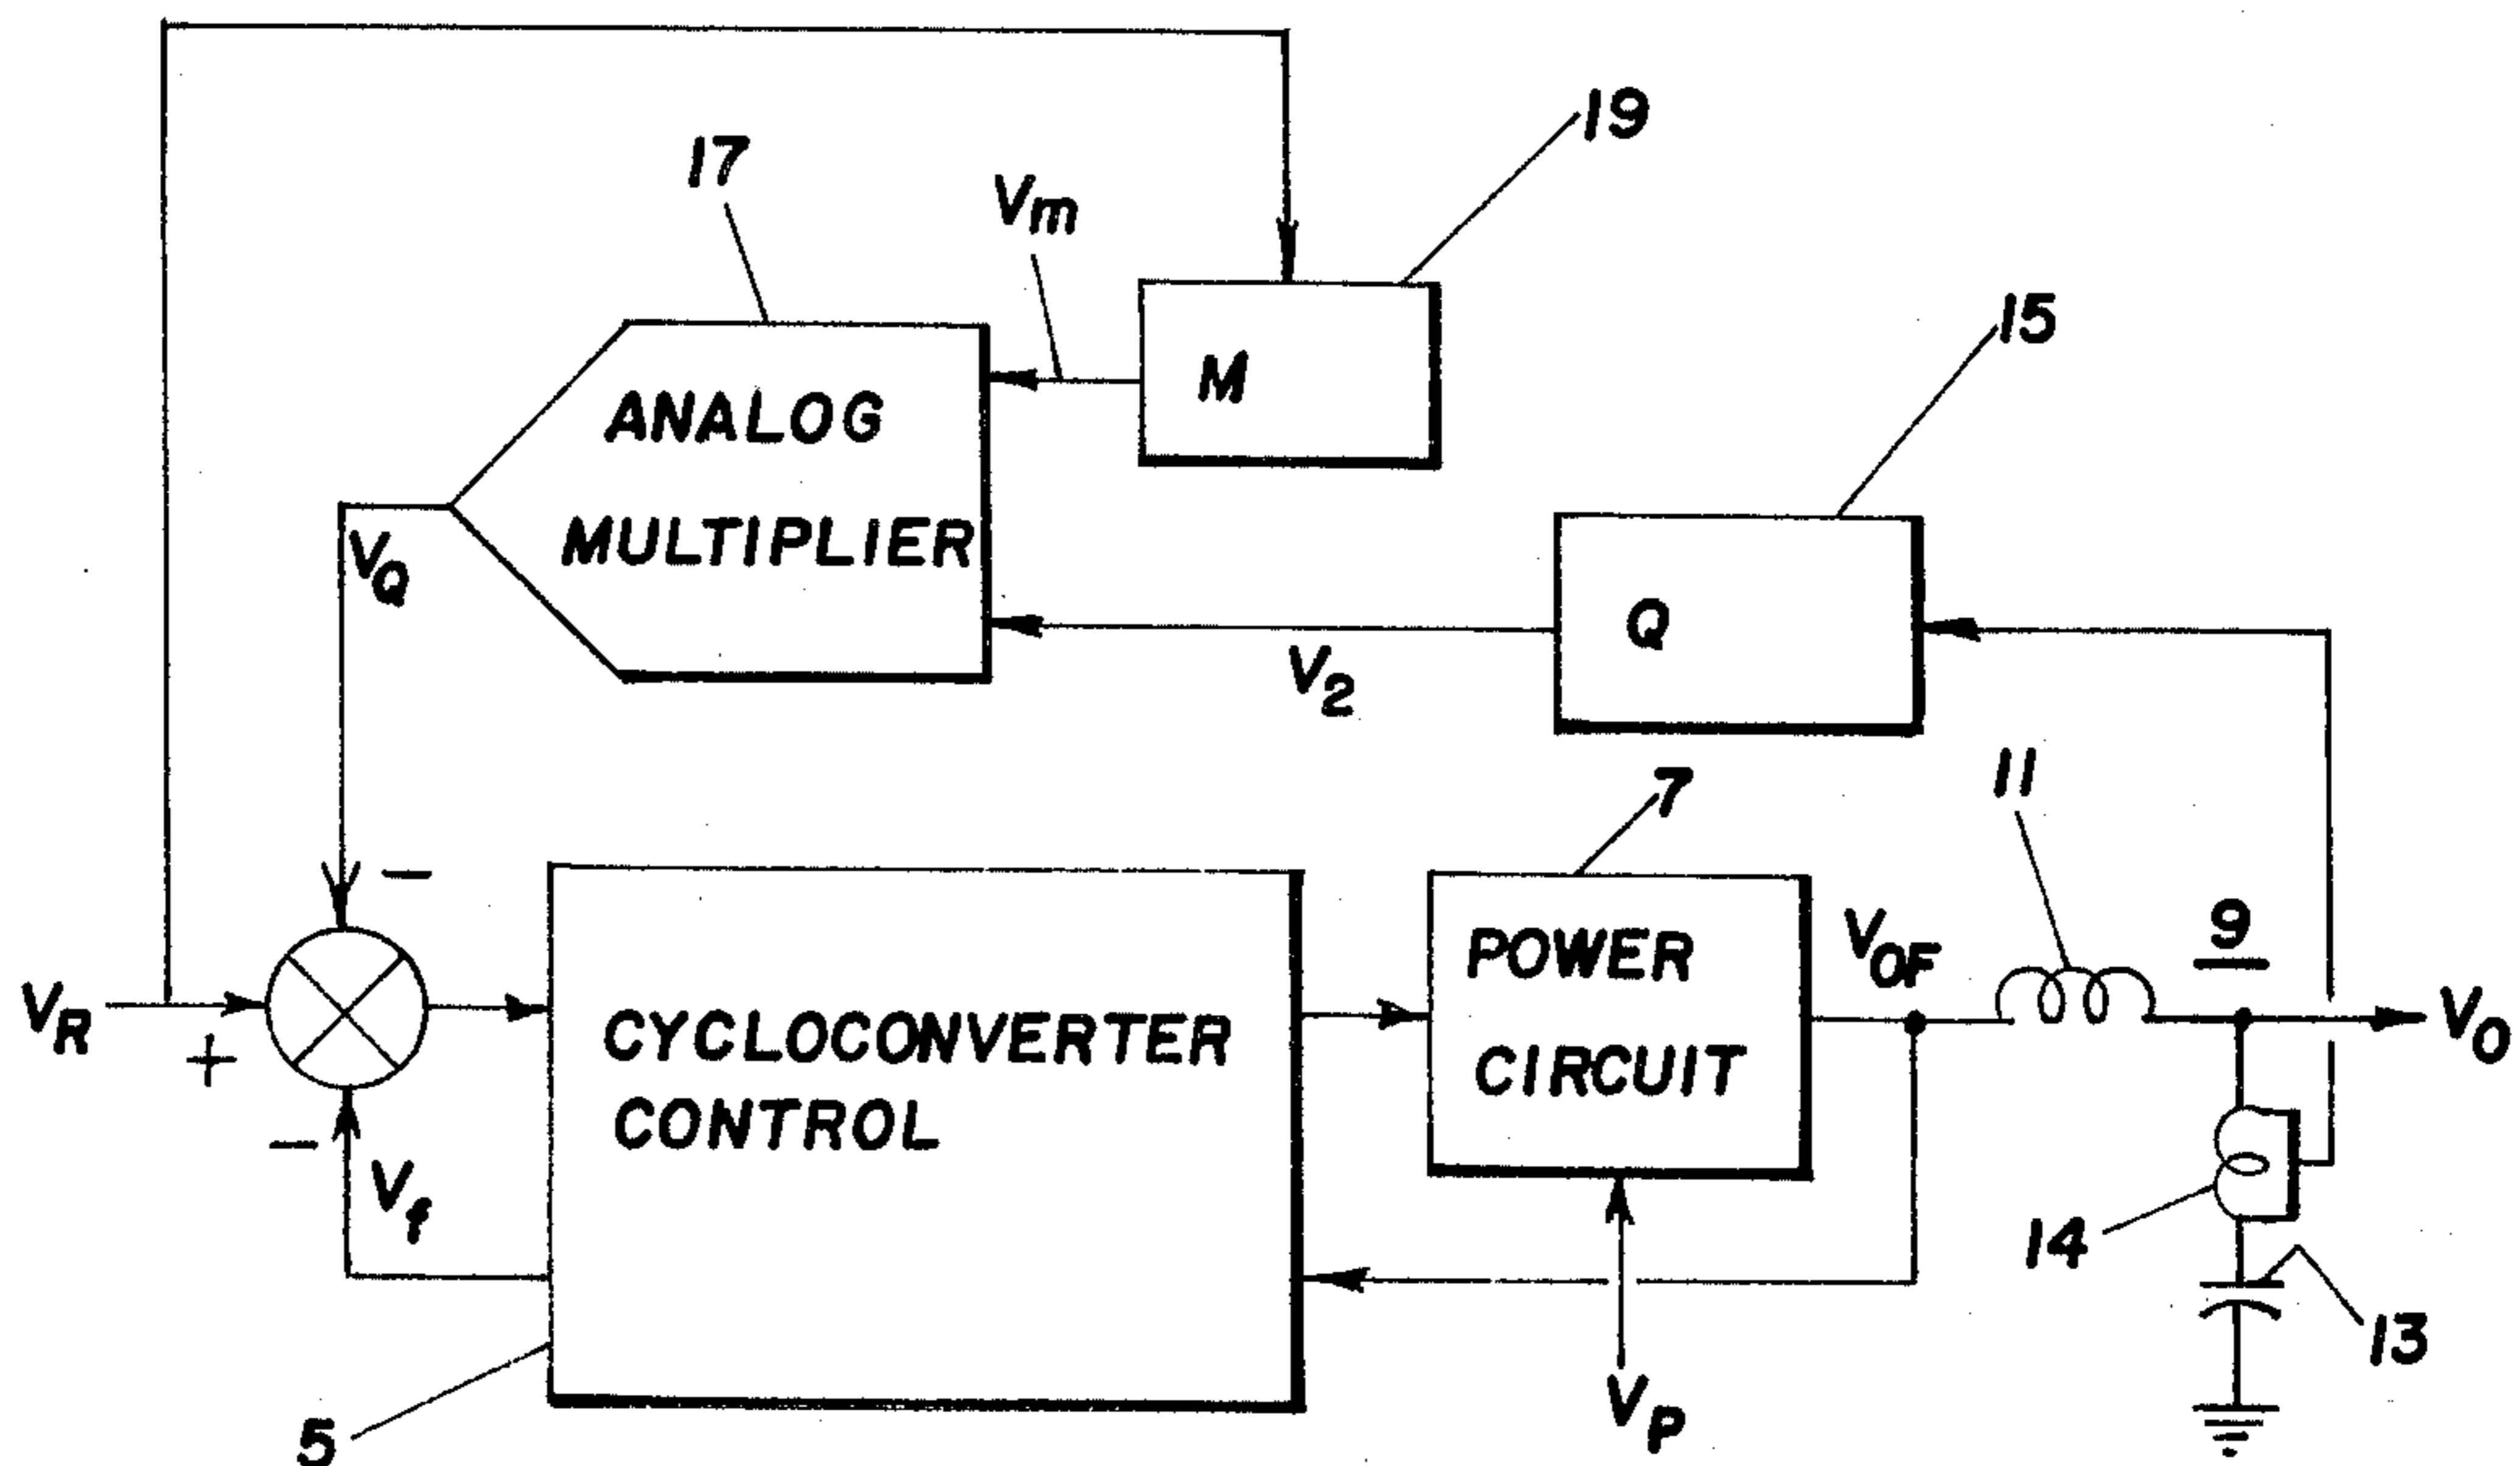 19
17
Vm
15
M
ANALOG
MULTIPLIER
VQ
Q
V2
11
7
9
−
POWER
CIRCUIT
VOF
VR
+
CYCLOCONVERTER
CONTROL
VO
−
Vf
14
13
VP
5